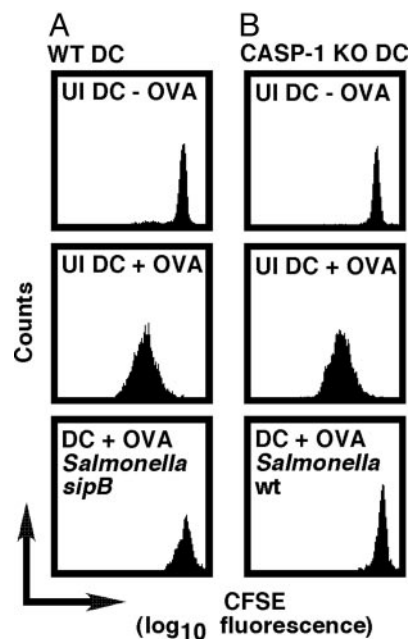 A
B
WT DC
CASP-1 KO DC
UI DC - OVA
UI DC - OVA
UI DC + OVA
UI DC + OVA
DC + OVA
Salmonella
sipB
DC + OVA
Salmonella
wt
Counts
CFSE
(log10 fluorescence)